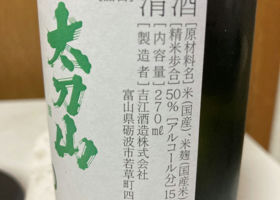 清酒
【原材料名】米(国産)、米麹(国産米)
【精米歩合】50%【アルコール分】15
【内容量】270ml
【製造者】吉江酒造株式会社
富山県砺波市若草町四
太刀山